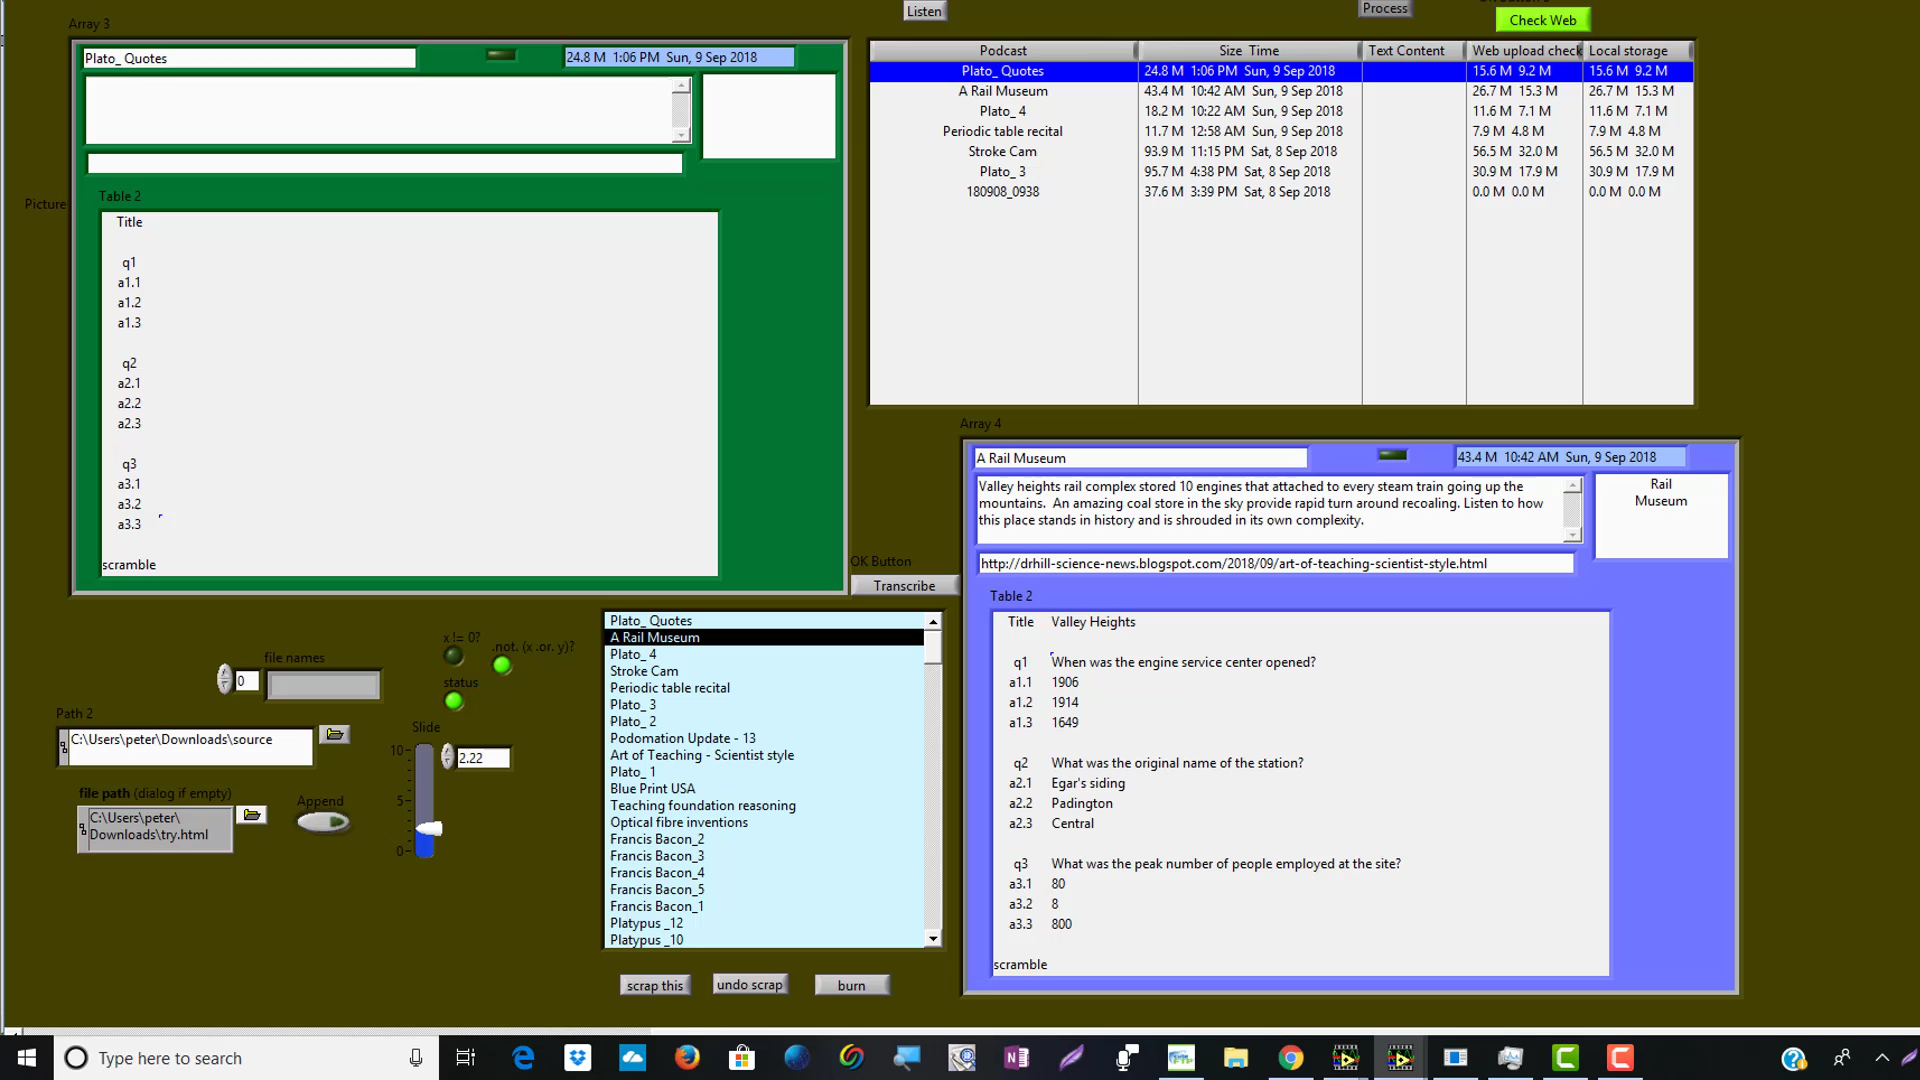 Array 3
Listen
Process
Check Web
Plato_ Quotes
24.8 M 1:06 PM Sun, 9 Sep 2018
Table 2
Picture
Title
q1
a1.1
a1.2
a1.3
q2
a2.1
a2.2
a2.3
q3
a3.1
a3.2
a3.3
scramble
Podcast Size Time Text Content Web upload check Local storage
Plato_ Quotes 24.8 M 1:06 PM Sun, 9 Sep 2018 15.6 M 9.2 M 15.6 M 9.2 M
A Rail Museum 43.4 M 10:42 AM Sun, 9 Sep 2018 26.7 M 15.3 M 26.7 M 15.3 M
Plato_ 4 18.2 M 10:22 AM Sun, 9 Sep 2018 11.6 M 7.1 M 11.6 M 7.1 M
Periodic table recital 11.7 M 12:58 AM Sun, 9 Sep 2018 7.9 M 4.8 M 7.9 M 4.8 M
Stroke Cam 93.9 M 11:15 PM Sat, 8 Sep 2018 56.5 M 32.0 M 56.5 M 32.0 M
Plato_ 3 95.7 M 4:38 PM Sat, 8 Sep 2018 30.9 M 17.9 M 30.9 M 17.9 M
180908_0938 37.6 M 3:39 PM Sat, 8 Sep 2018 0.0 M 0.0 M 0.0 M 0.0 M
Array 4
A Rail Museum
43.4 M 10:42 AM Sun, 9 Sep 2018
Valley heights rail complex stored 10 engines that attached to every steam train going up the
mountains. An amazing coal store in the sky provide rapid turn around recoaling. Listen to how
this place stands in history and is shrouded in its own complexity.
Rail
Museum
http://drhill-science-news.blogspot.com/2018/09/art-of-teaching-scientist-style.html
Table 2
Title Valley Heights
q1 When was the engine service center opened?
a1.1 1906
a1.2 1914
a1.3 1649
q2 What was the original name of the station?
a2.1 Egar's siding
a2.2 Padington
a2.3 Central
q3 What was the peak number of people employed at the site?
a3.1 80
a3.2 8
a3.3 800
scramble
OK Button
Transcribe
Plato_ Quotes
A Rail Museum
Plato_ 4
Stroke Cam
Periodic table recital
Plato_ 3
Plato_ 2
Podomation Update - 13
Art of Teaching - Scientist style
Plato_ 1
Blue Print USA
Teaching foundation reasoning
Optical fibre inventions
Francis Bacon_2
Francis Bacon_3
Francis Bacon_4
Francis Bacon_5
Francis Bacon_1
Platypus _12
Platypus _10
scrap this
undo scrap
burn
x != 0?
.not. (x .or. y)?
status
file names
0
Path 2
C:\Users\peter\Downloads\source
Slide
10
5
0
2.22
file path (dialog if empty)
C:\Users\peter\
Downloads\try.html
Append
Type here to search